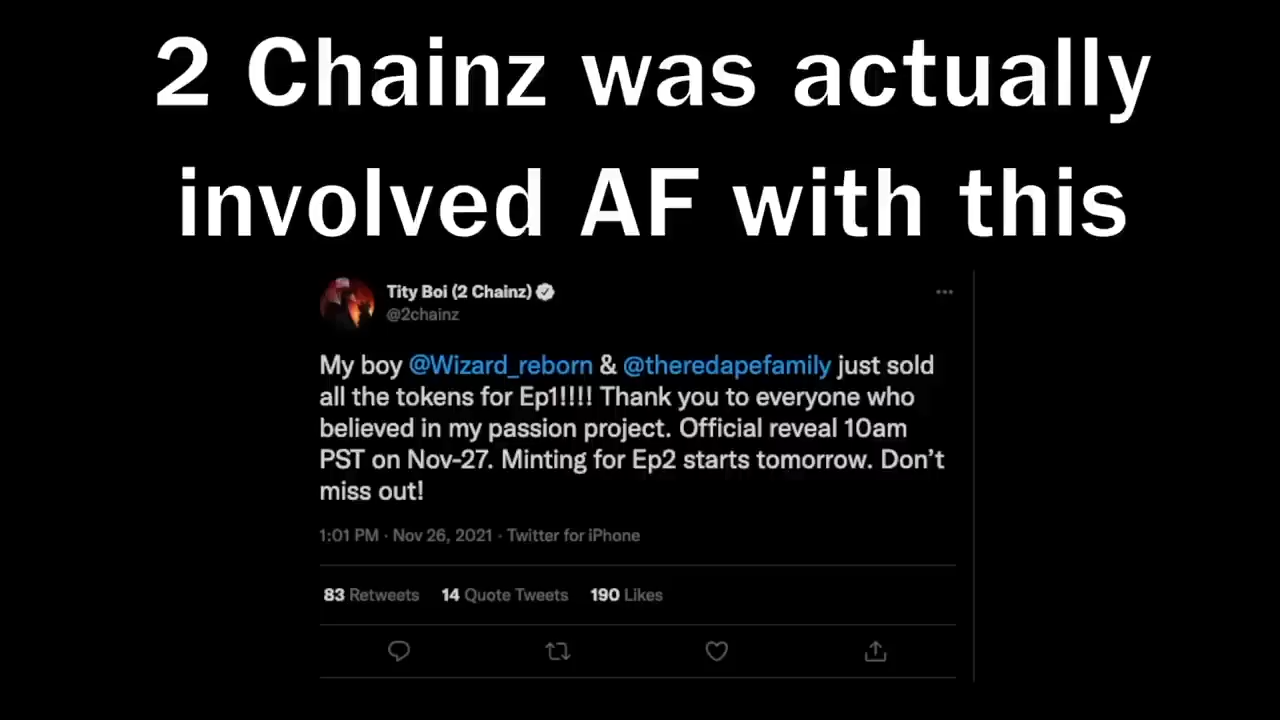 2 Chainz was actually
involved AF with this
Tity Boi (2 Chainz)
@2chainz
My boy @Wizard_reborn & @theredapefamily just sold
all the tokens for Ep1!!!! Thank you to everyone who
believed in my passion project. Official reveal 10am
PST on Nov-27. Minting for Ep2 starts tomorrow. Don’t
miss out!
1:01 PM · Nov 26, 2021 · Twitter for iPhone
83 Retweets 14 Quote Tweets 190 Likes